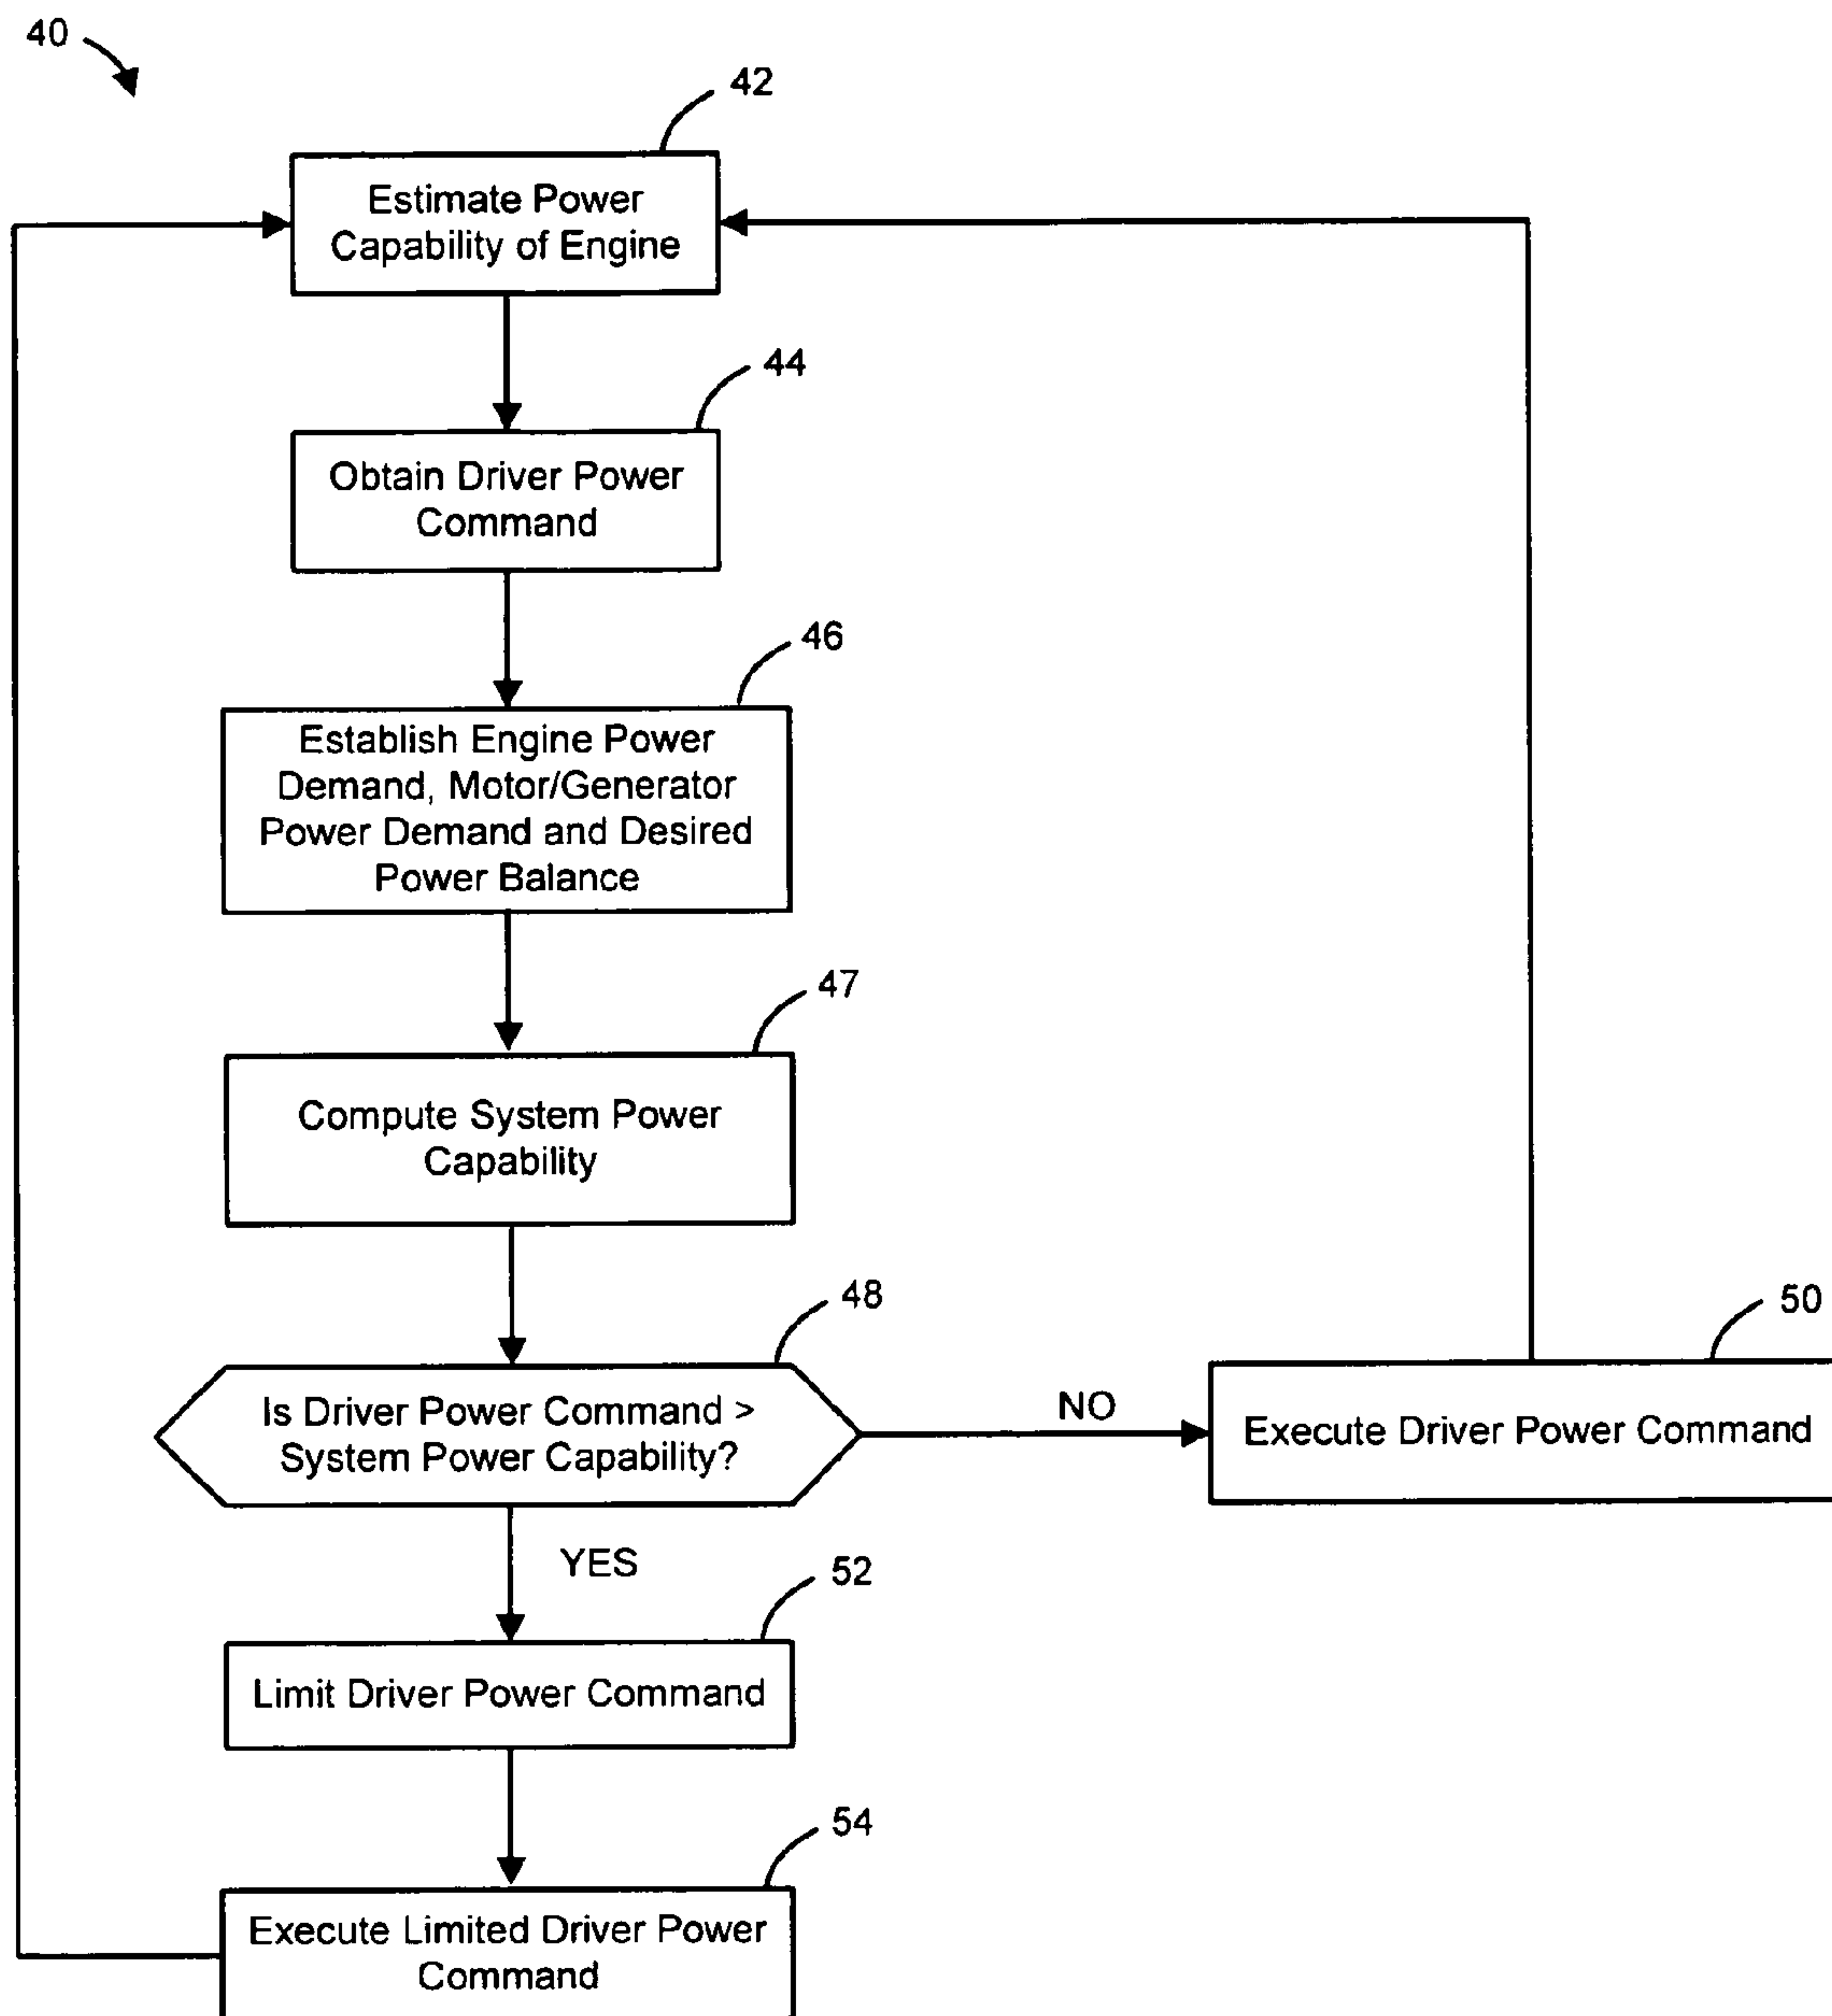 40
42
Estimate Power
Capability of Engine
44
Obtain Driver Power
Command
46
Establish Engine Power
Demand, Motor/Generator
Power Demand and Desired
Power Balance
47
Compute System Power
Capability
48
Is Driver Power Command >
System Power Capability?
NO
50
Execute Driver Power Command
YES
52
Limit Driver Power Command
54
Execute Limited Driver Power
Command